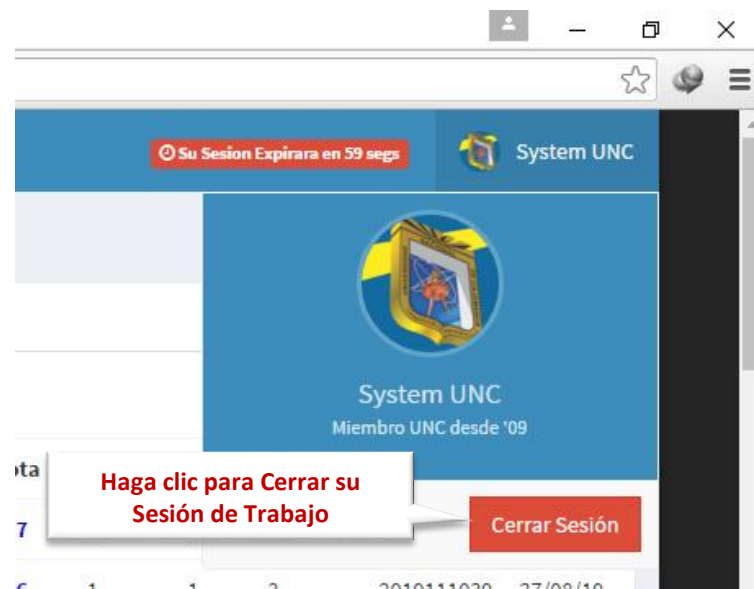 Su Sesion Expirara en 59 segs
System UNC
System UNC
Miembro UNC desde '09
ota
Haga clic para Cerrar su
Sesión de Trabajo
Cerrar Sesión
7